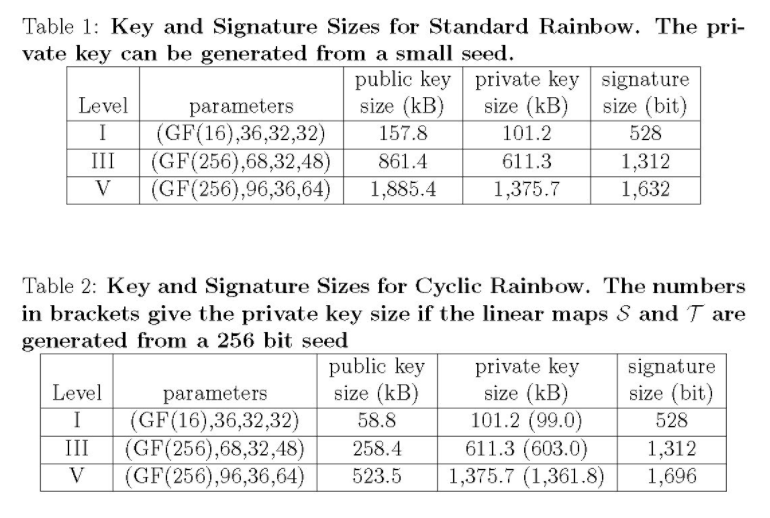 Table 1: Key and Signature Sizes for Standard Rainbow. The pri-
vate key can be generated from a small seed.
public key private key signature
Level parameters size (kB) size (kB) size (bit)
I (GF(16),36,32,32) 157.8 101.2 528
III (GF(256),68,32,48) 861.4 611.3 1,312
V (GF(256),96,36,64) 1,885.4 1,375.7 1,632
Table 2: Key and Signature Sizes for Cyclic Rainbow. The numbers
in brackets give the private key size if the linear maps S and T are
generated from a 256 bit seed
public key private key signature
Level parameters size (kB) size (kB) size (bit)
I (GF(16),36,32,32) 58.8 101.2 (99.0) 528
III (GF(256),68,32,48) 258.4 611.3 (603.0) 1,312
V (GF(256),96,36,64) 523.5 1,375.7 (1,361.8) 1,696